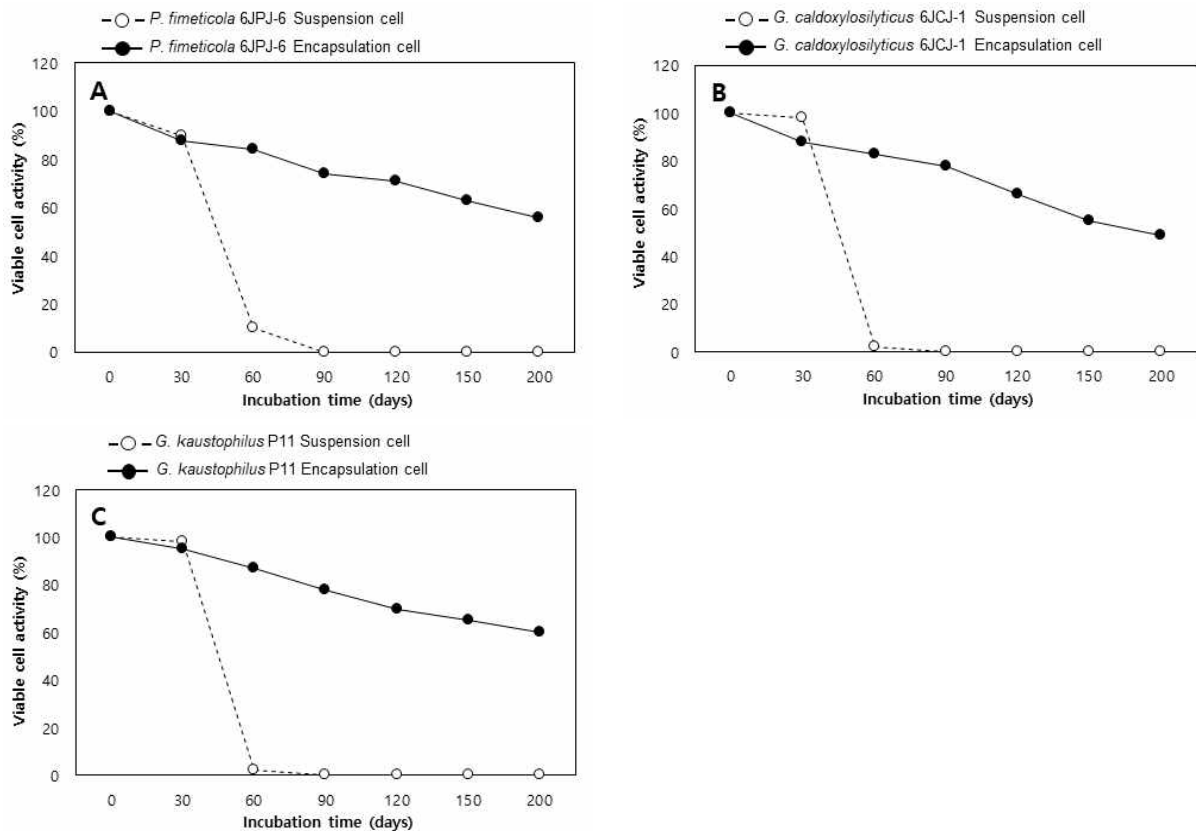 P. fimeticola 6JPJ-6 Suspension cell
P. fimeticola 6JPJ-6 Encapsulation cell
120
100
80
60
40
20
0
A
Viable cell activity (%)
0 30 60 90 120 150 200
Incubation time (days)
G. caldoxylosilyticus 6JCJ-1 Suspension cell
G. caldoxylosilyticus 6JCJ-1 Encapsulation cell
120
100
80
60
40
20
0
B
Viable cell activity (%)
0 30 60 90 120 150 200
Incubation time (days)
G. kaustophilus P11 Suspension cell
G. kaustophilus P11 Encapsulation cell
120
100
80
60
40
20
0
C
Viable cell activity (%)
0 30 60 90 120 150 200
Incubation time (days)